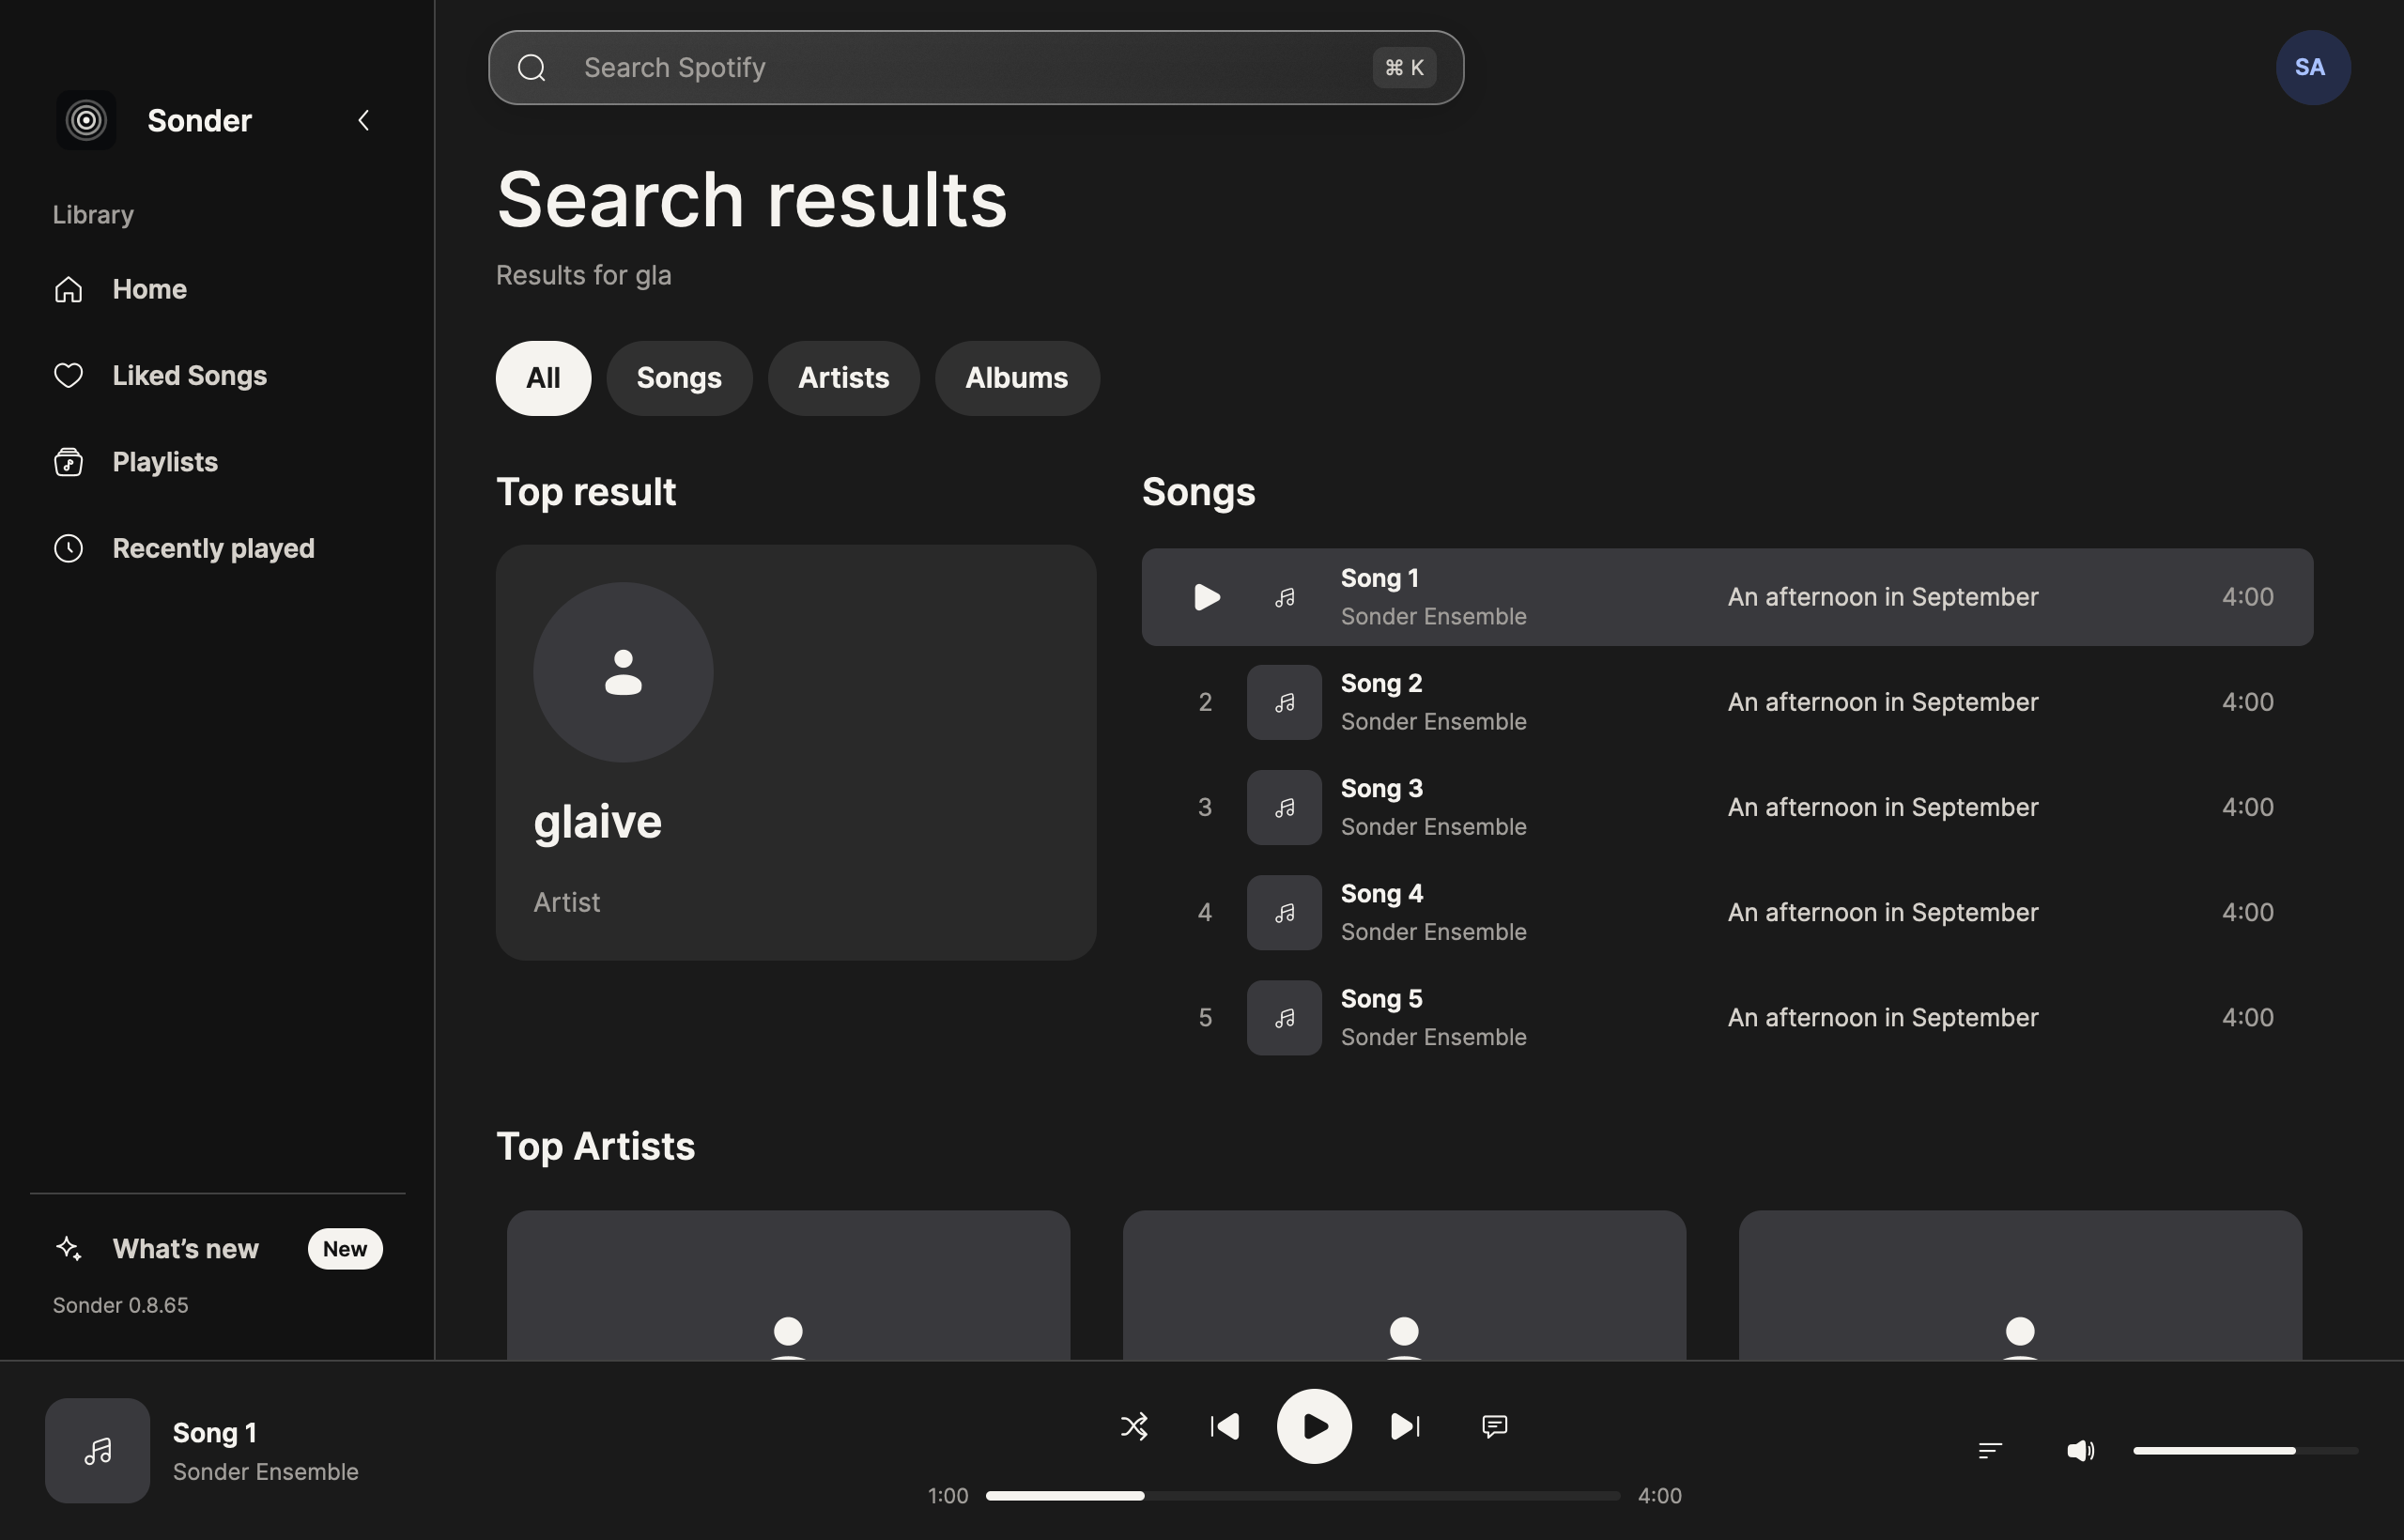 Search Spotify
⌘ K
SA
Sonder
Library
Home
Liked Songs
Playlists
Recently played
What's new
New
Sonder 0.8.65
Search results
Results for gla
All
Songs
Artists
Albums
Top result
glaive
Artist
Songs
Song 1
Sonder Ensemble
An afternoon in September
4:00
2
Song 2
Sonder Ensemble
An afternoon in September
4:00
3
Song 3
Sonder Ensemble
An afternoon in September
4:00
4
Song 4
Sonder Ensemble
An afternoon in September
4:00
5
Song 5
Sonder Ensemble
An afternoon in September
4:00
Top Artists
Song 1
Sonder Ensemble
1:00
4:00